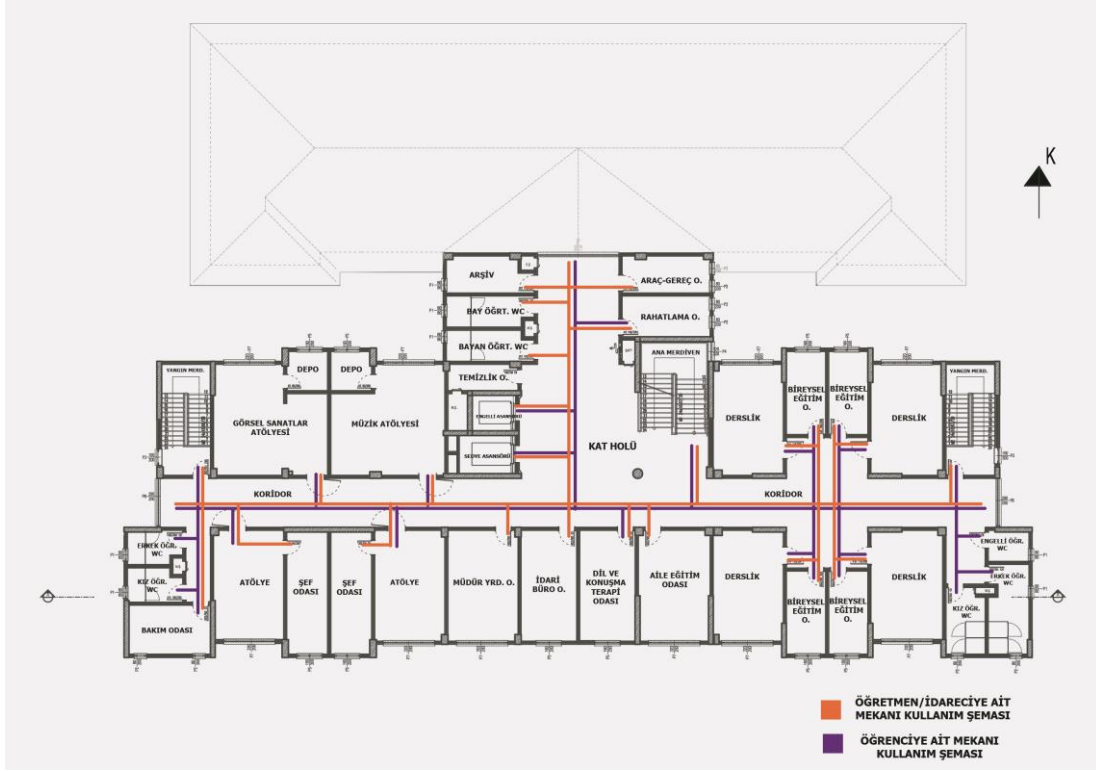 K
ARŞİV
ARAÇ-GEREÇ O.
BAY ÖĞRT. WC
RAHATLAMA O.
BAYAN ÖĞRT. WC
ANA MERDİVEN
TEMİZLİK O.
YANGIN MERD.
DEPO
DEPO
BİREYSEL
EĞİTİM
O.
BİREYSEL
EĞİTİM
O.
YANGIN MERD.
GÖRSEL SANATLAR
ATÖLYESİ
MÜZİK ATÖLYESİ
ENGELLİ ASANSÖRÜ
SEDYE ASANSÖRÜ
KAT HOLÜ
DERSLİK
DERSLİK
KORİDOR
KORİDOR
ERKEK ÖĞR.
WC
KIZ ÖĞR.
WC
BAKIM ODASI
ATÖLYE
ŞEF
ODASI
ŞEF
ODASI
ATÖLYE
MÜDÜR YRD. O.
İDARİ
BÜRO O.
DİL VE
KONUŞMA
TERAPİ
ODASI
AİLE EĞİTİM
ODASI
DERSLİK
BİREYSEL
EĞİTİM
O.
BİREYSEL
EĞİTİM
O.
DERSLİK
ENGELLİ ÖĞR.
WC
ERKEK ÖĞR.
WC
KIZ ÖĞR.
WC
ÖĞRETMEN/İDARECİYE AİT
MEKANI KULLANIM ŞEMASI
ÖĞRENCİYE AİT MEKANI
KULLANIM ŞEMASI